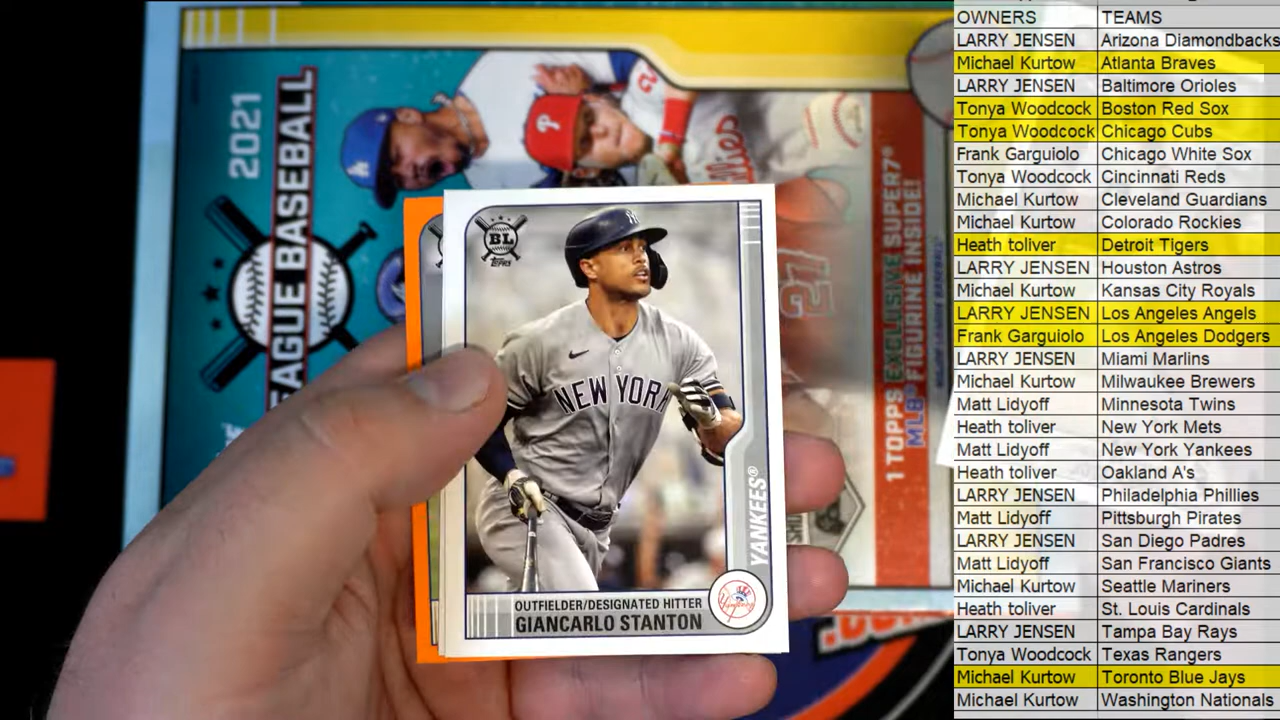 OWNERS TEAMS
LARRY JENSEN Arizona Diamondbacks
Michael Kurtow Atlanta Braves
LARRY JENSEN Baltimore Orioles
Tonya Woodcock Boston Red Sox
Tonya Woodcock Chicago Cubs
Frank Garguiolo Chicago White Sox
Tonya Woodcock Cincinnati Reds
Michael Kurtow Cleveland Guardians
Michael Kurtow Colorado Rockies
Heath toliver Detroit Tigers
LARRY JENSEN Houston Astros
Michael Kurtow Kansas City Royals
LARRY JENSEN Los Angeles Angels
Frank Garguiolo Los Angeles Dodgers
LARRY JENSEN Miami Marlins
Michael Kurtow Milwaukee Brewers
Matt Lidyoff Minnesota Twins
Heath toliver New York Mets
Matt Lidyoff New York Yankees
Heath toliver Oakland A's
LARRY JENSEN Philadelphia Phillies
Matt Lidyoff Pittsburgh Pirates
LARRY JENSEN San Diego Padres
Matt Lidyoff San Francisco Giants
Michael Kurtow Seattle Mariners
Heath toliver St. Louis Cardinals
LARRY JENSEN Tampa Bay Rays
Tonya Woodcock Texas Rangers
Michael Kurtow Toronto Blue Jays
Michael Kurtow Washington Nationals
2021
LEAGUE BASEBALL
1 TOPPS EXCLUSIVE SUPER7®
MLB® FIGURINE INSIDE!
P
27
BL
TOPPS
NEW YORK
YANKEES®
OUTFIELDER/DESIGNATED HITTER
GIANCARLO STANTON